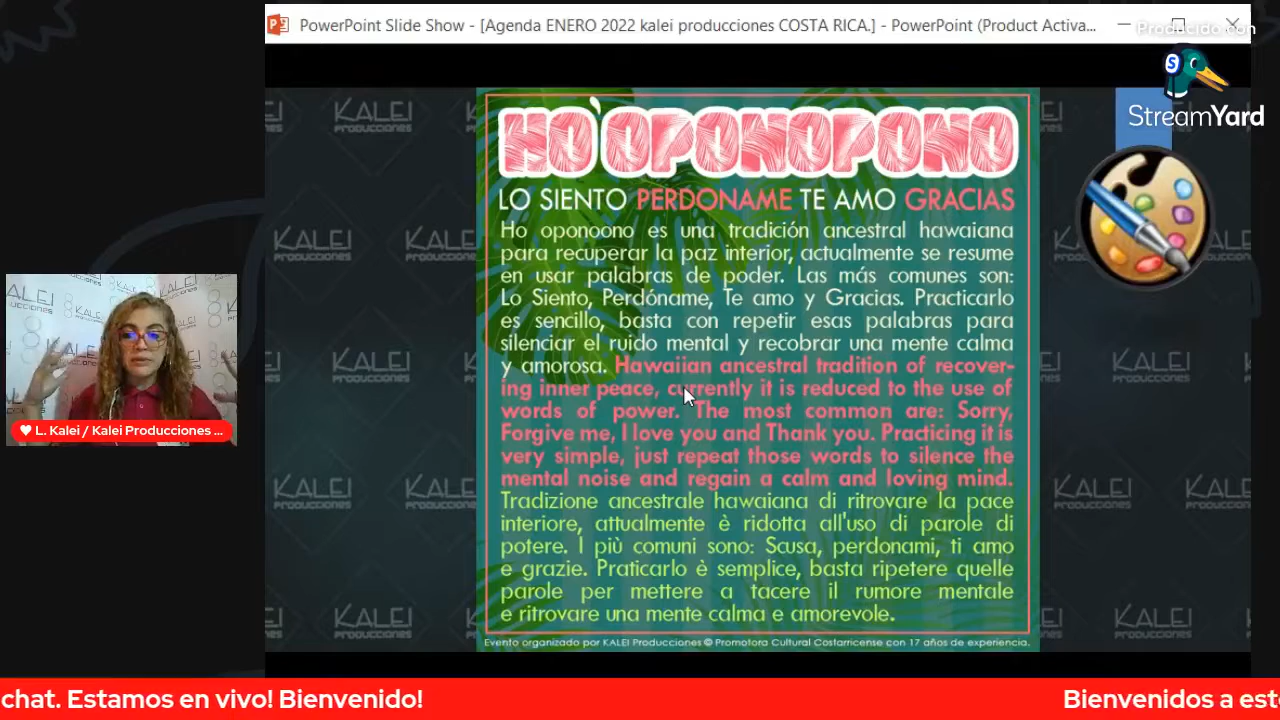 PowerPoint Slide Show - [Agenda ENERO 2022 kalei producciones COSTA RICA.] - PowerPoint (Product Activa...
Producido con
StreamYard
HO'OPONOPONO
LO SIENTO PERDONAME TE AMO GRACIAS
Ho oponoono es una tradición ancestral hawaiana
para recuperar la paz interior, actualmente se resume
en usar palabras de poder. Las más comunes son:
Lo Siento, Perdóname, Te amo y Gracias. Practicarlo
es sencillo, basta con repetir esas palabras para
silenciar el ruido mental y recobrar una mente calma
y amorosa. Hawaiian ancestral tradition of recover-
ing inner peace, currently it is reduced to the use of
words of power. The most common are: Sorry,
Forgive me, I love you and Thank you. Practicing it is
very simple, just repeat those words to silence the
mental noise and regain a calm and loving mind.
Tradizione ancestrale hawaiana di ritrovare la pace
interiore, attualmente è ridotta all'uso di parole di
potere. I più comuni sono: Scusa, perdonami, ti amo
e grazie. Praticarlo è semplice, basta ripetere quelle
parole per mettere a tacere il rumore mentale
e ritrovare una mente calma e amorevole.
Evento organizado por KALEI Producciones © Promotora Cultural Costarricense con 17 años de experiencia.
KALEI Producciones
L. Kalei / Kalei Producciones ...
chat. Estamos en vivo! Bienvenido!
Bienvenidos a est